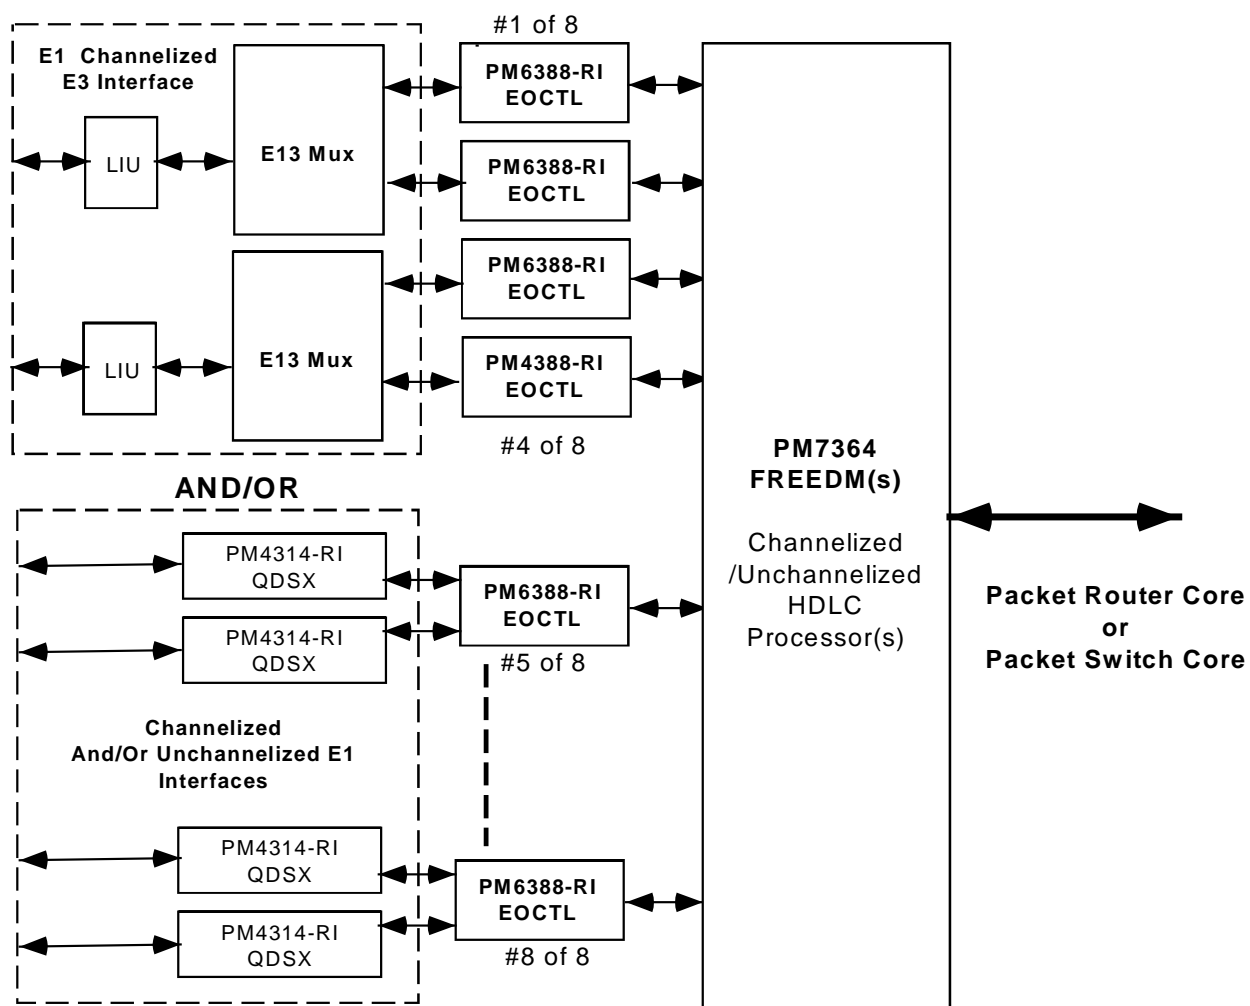 #1 of 8
E1 Channelized
E3 Interface
LIU
E13 Mux
PM6388-RI
EOCTL
PM6388-RI
EOCTL
LIU
E13 Mux
PM6388-RI
EOCTL
PM4388-RI
EOCTL
#4 of 8
AND/OR
PM4314-RI
QDSX
PM4314-RI
QDSX
PM6388-RI
EOCTL
#5 of 8
Channelized
And/Or Unchannelized E1
Interfaces
PM4314-RI
QDSX
PM4314-RI
QDSX
PM6388-RI
EOCTL
#8 of 8
PM7364
FREEDM(s)
Channelized
/Unchannelized
HDLC
Processor(s)
Packet Router Core
or
Packet Switch Core